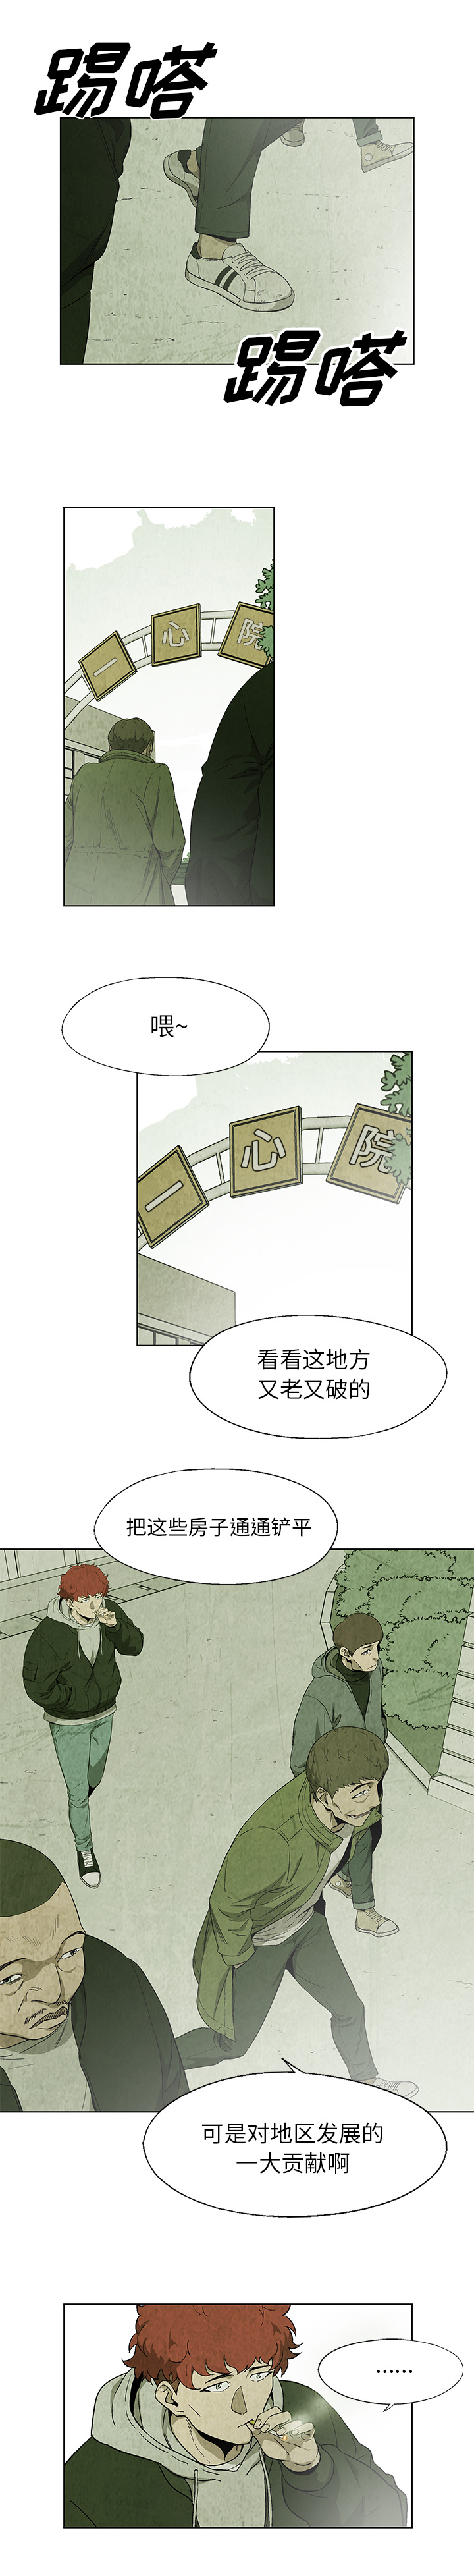 踢嗒
踢嗒
一心院
喂~
一心院
看看这地方
又老又破的
把这些房子通通铲平
可是对地区发展的
一大贡献啊
……